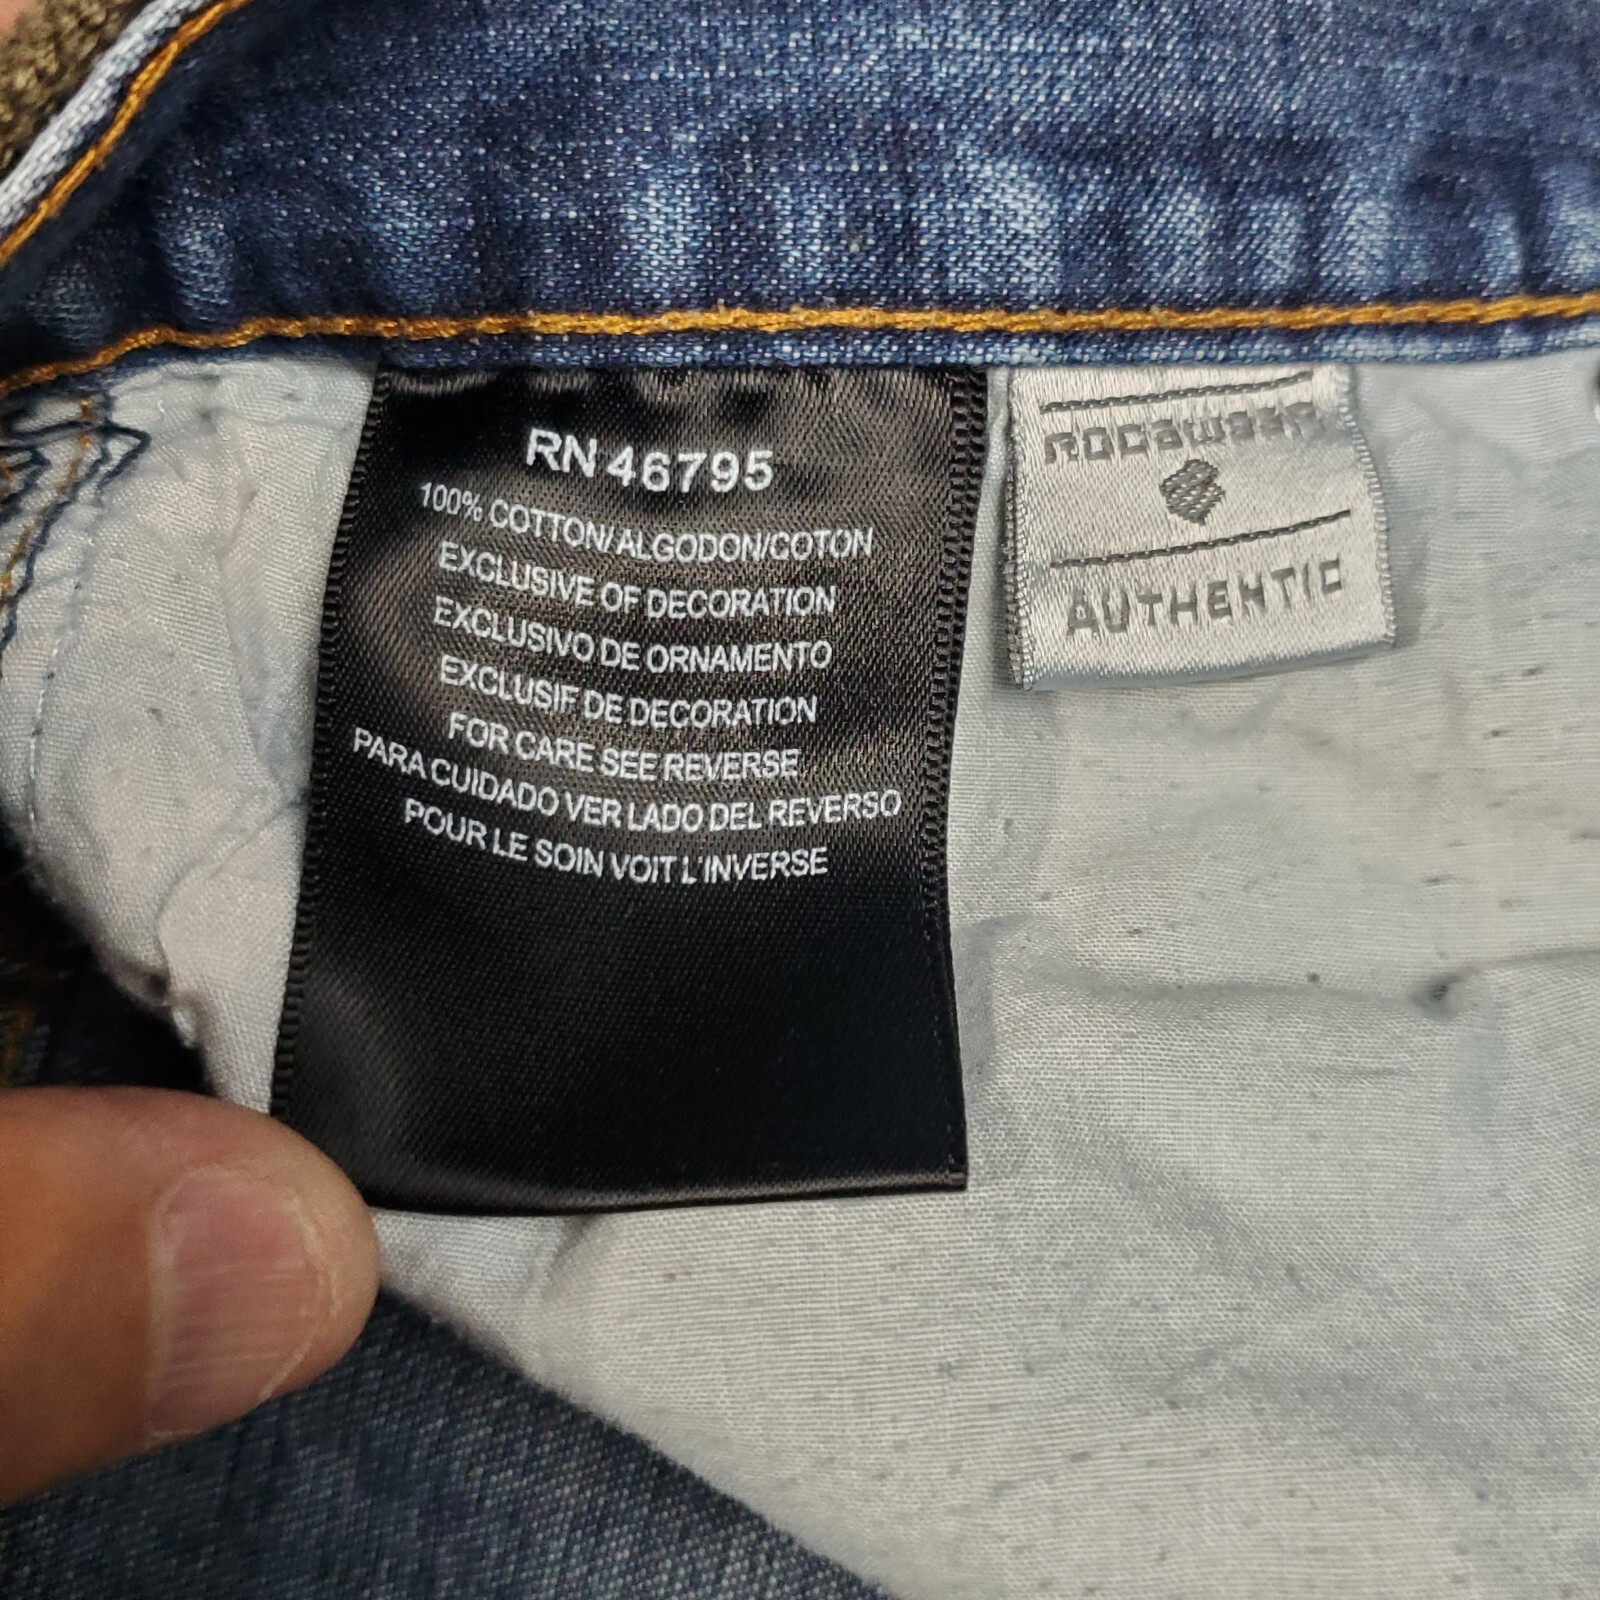 RN 46795
100% COTTON/ALGODON/COTON
EXCLUSIVE OF DECORATION
EXCLUSIVO DE ORNAMENTO
EXCLUSIF DE DECORATION
FOR CARE SEE REVERSE
PARA CUIDADO VER LADO DEL REVERSO
POUR LE SOIN VOIT L'INVERSE
rocawear
AUTHENTIC